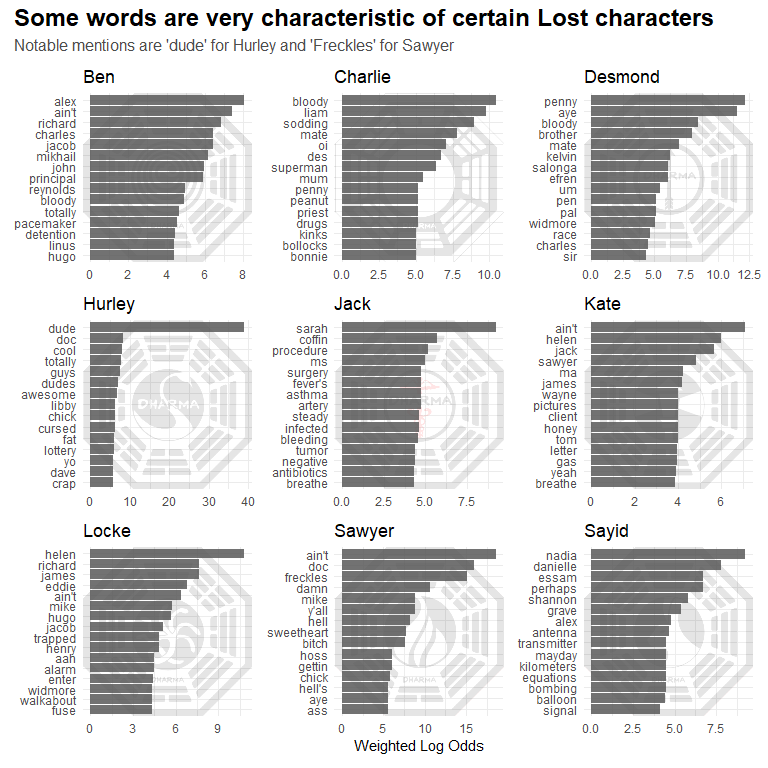 Some words are very characteristic of certain Lost characters
Notable mentions are 'dude' for Hurley and 'Freckles' for Sawyer
Ben
alex
ain't
richard
charles
jacob
mikhail
john
principal
reynolds
bloody
totally
pacemaker
detention
linus
hugo
0 2 4 6 8
Charlie
bloody
liam
sodding
mate
oi
des
superman
mum
penny
peanut
priest
drugs
kinks
bollocks
bonnie
0.0 2.5 5.0 7.5 10.0
Desmond
penny
aye
bloody
brother
mate
kelvin
salonga
efren
um
pen
pal
widmore
race
charles
sir
0.0 2.5 5.0 7.5 10.0 12.5
Hurley
dude
doc
cool
totally
guys
dudes
awesome
libby
chick
cursed
fat
lottery
yo
dave
crap
DHARMA
0 10 20 30 40
Jack
sarah
coffin
procedure
ms
surgery
fever's
asthma
artery
steady
infected
bleeding
tumor
negative
antibiotics
breathe
0.0 2.5 5.0 7.5
Kate
ain't
helen
jack
sawyer
ma
james
wayne
pictures
client
honey
tom
letter
gas
yeah
breathe
0 2 4 6
Locke
helen
richard
james
eddie
ain't
mike
hugo
jacob
trapped
henry
aah
alarm
enter
widmore
walkabout
fuse
0 3 6 9
Sawyer
ain't
doc
freckles
damn
mike
y'all
hell
sweetheart
bitch
hoss
gettin
chick
hell's
aye
ass
DHARMA
0 5 10 15
Sayid
nadia
danielle
essam
perhaps
shannon
grave
alex
antenna
transmitter
mayday
kilometers
equations
bombing
balloon
signal
0.0 2.5 5.0 7.5
Weighted Log Odds